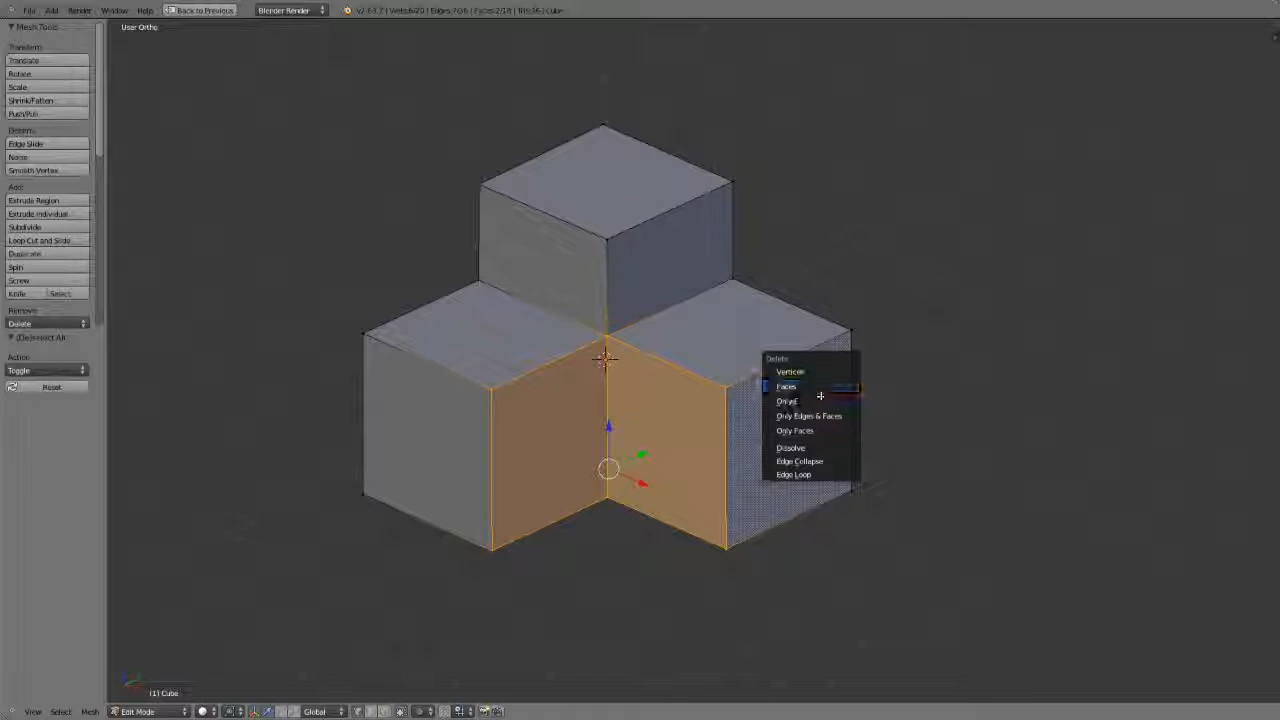 File Add Render Window Help Back to Previous Blender Render
User Ortho
Mesh Tools
Transform:
Translate
Rotate
Scale
Shrink/Fatten
Push/Pull
Deform:
Edge Slide
Noise
Smooth Vertex
Add:
Extrude Region
Extrude Individual
Subdivide
Loop Cut and Slide
Duplicate
Spin
Screw
Knife Select
Remove:
Delete
(De)select All
Action
Toggle
Reset
Delete
Vertices
Faces
Only Edges & Faces
Only Faces
Dissolve
Edge Collapse
Edge Loop
(1) Cube
View Select Mesh Edit Mode Global